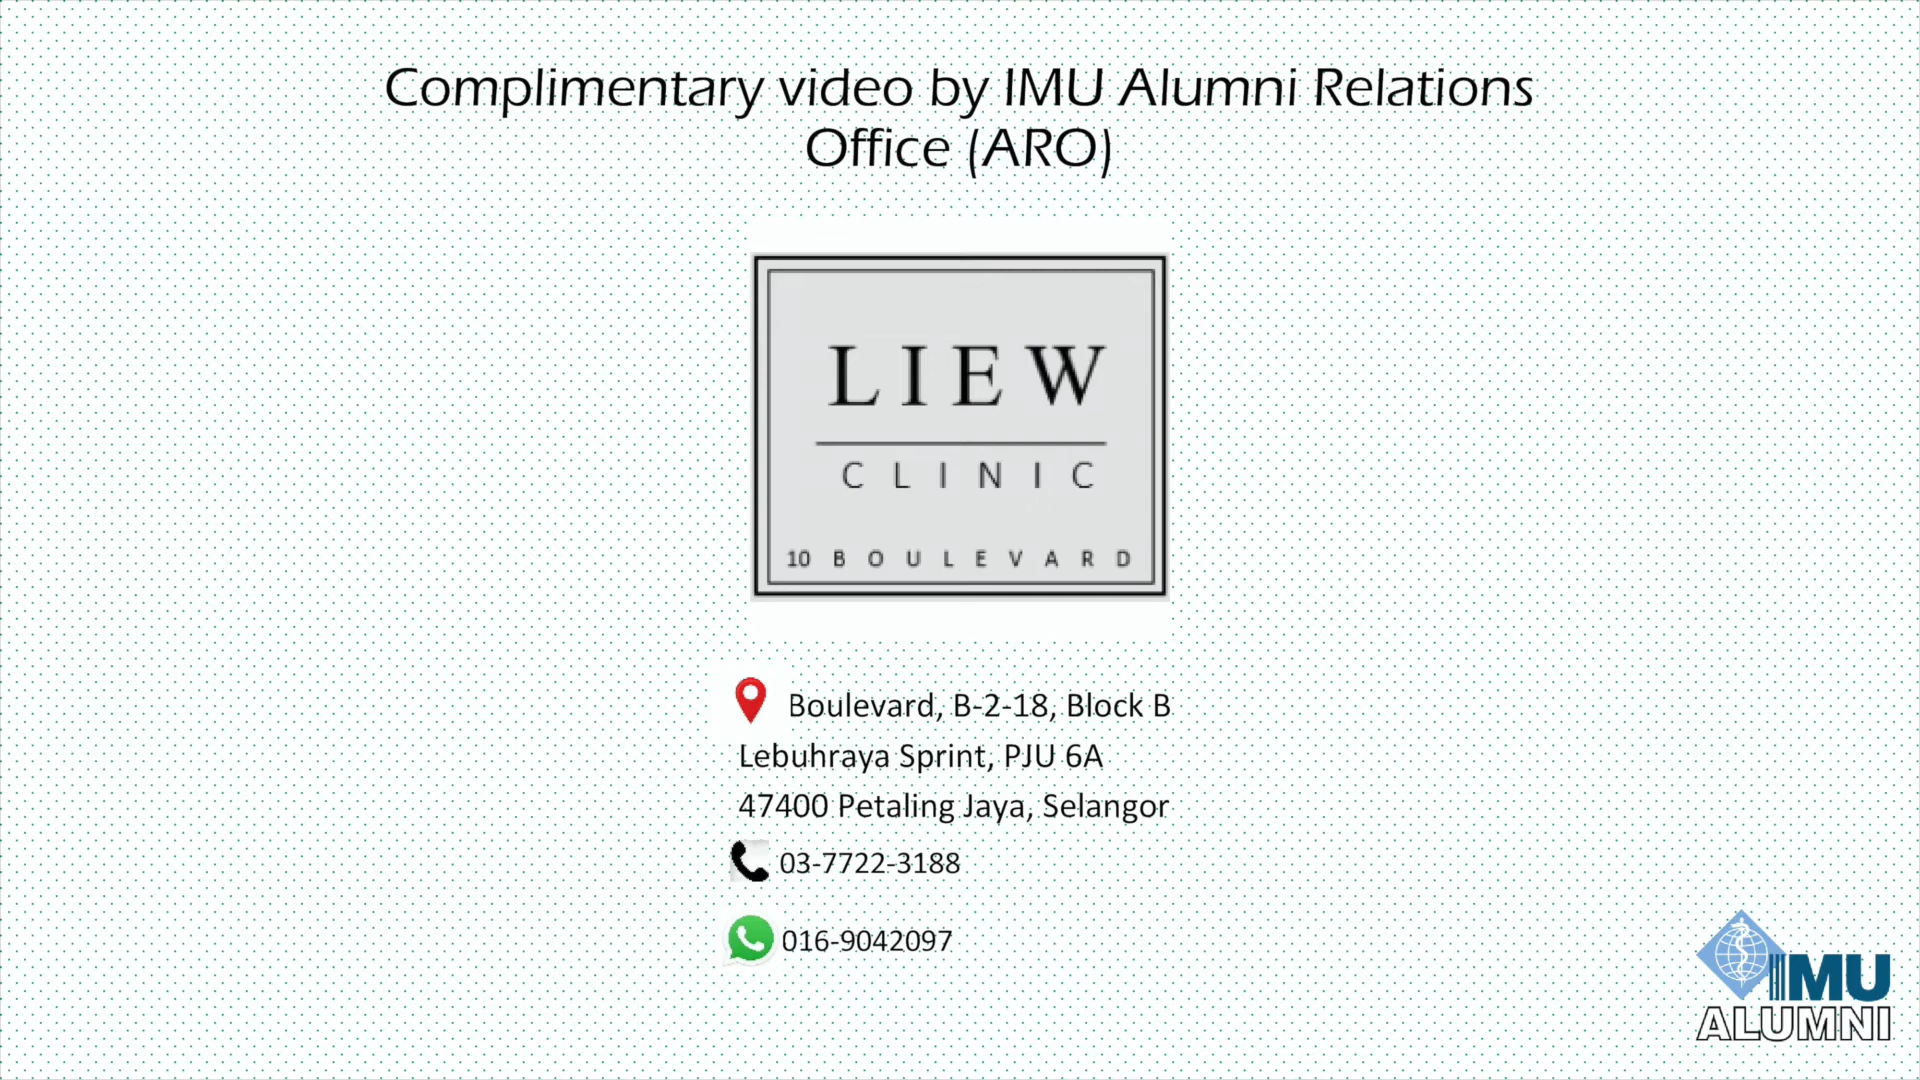 Complimentary video by IMU Alumni Relations
Office (ARO)
LIEW
CLINIC
10 BOULEVARD
Boulevard, B-2-18, Block B
Lebuhraya Sprint, PJU 6A
47400 Petaling Jaya, Selangor
03-7722-3188
016-9042097
IMU
ALUMNI